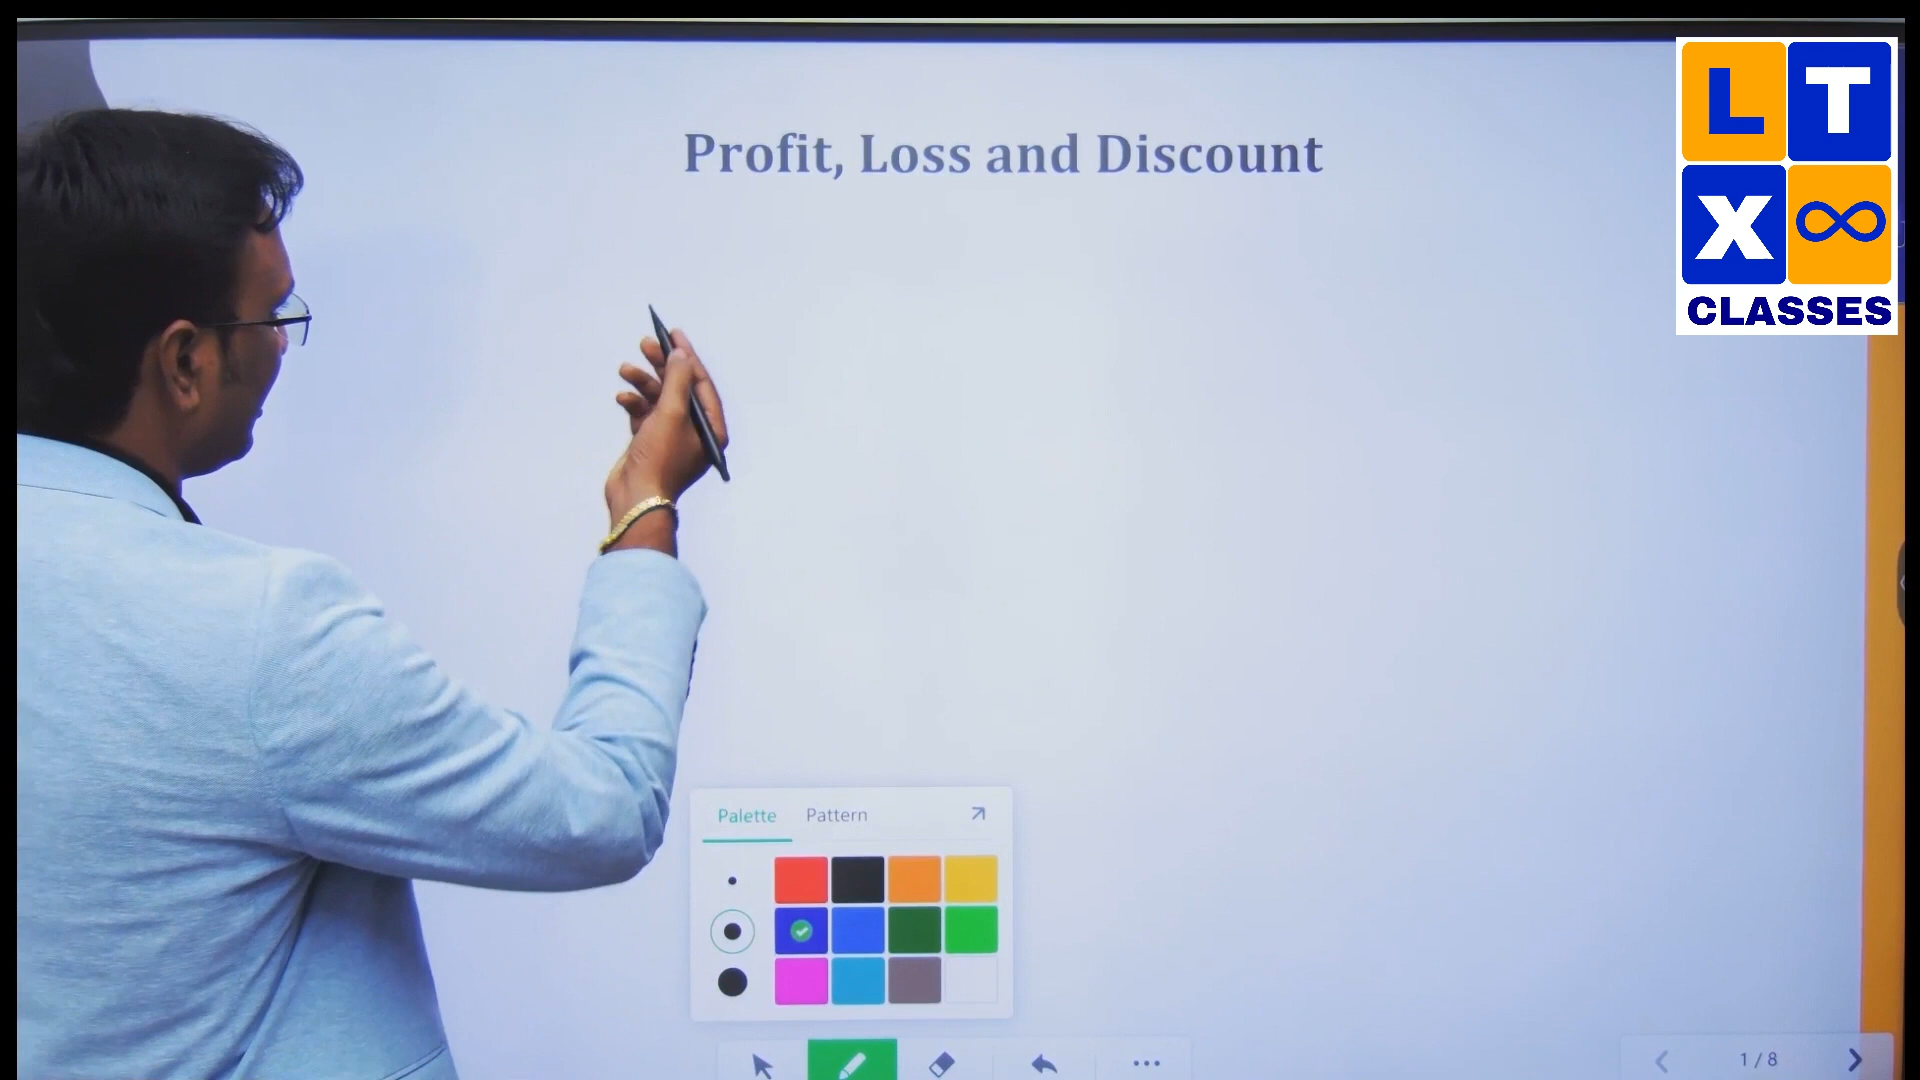 Profit, Loss and Discount
L T
X ∞
CLASSES
Palette Pattern
1 / 8